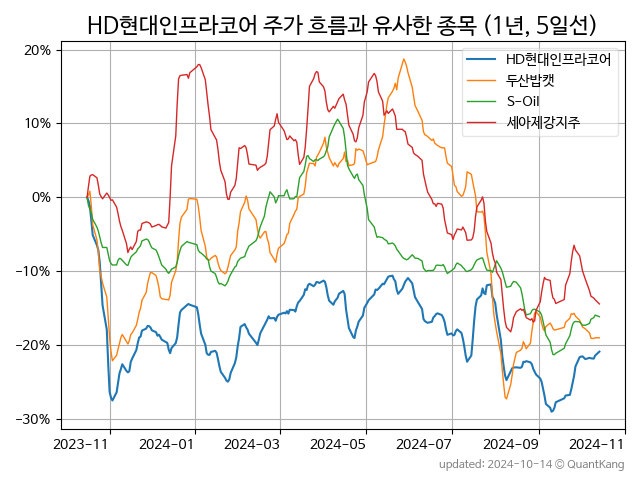 HD현대인프라코어 주가 흐름과 유사한 종목 (1년, 5일선)
20%
10%
0%
−10%
−20%
−30%
HD현대인프라코어
두산밥캣
S-Oil
세아제강지주
2023-11
2024-01
2024-03
2024-05
2024-07
2024-09
2024-11
updated: 2024-10-14 © QuantKang